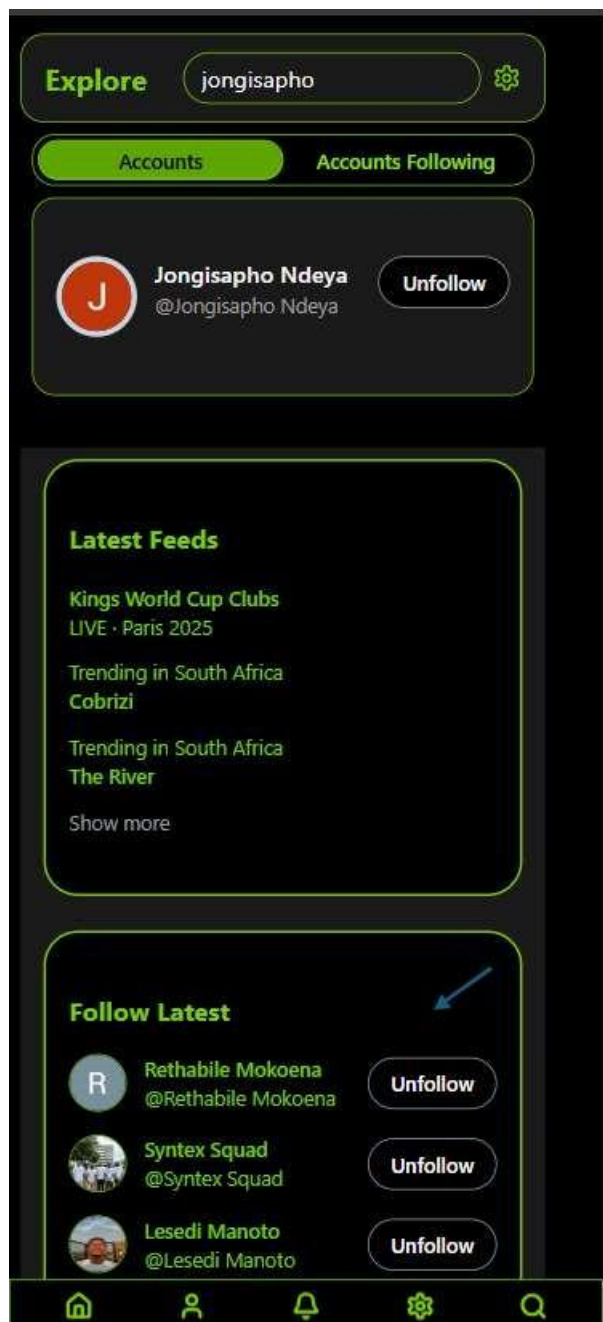 Explore
jongisapho
Accounts
Accounts Following
J
Jongisapho Ndeya
@Jongisapho Ndeya
Unfollow
Latest Feeds
Kings World Cup Clubs
LIVE · Paris 2025
Trending in South Africa
Cobrizi
Trending in South Africa
The River
Show more
Follow Latest
R
Rethabile Mokoena
@Rethabile Mokoena
Unfollow
Syntex Squad
@Syntex Squad
Unfollow
Lesedi Manoto
@Lesedi Manoto
Unfollow